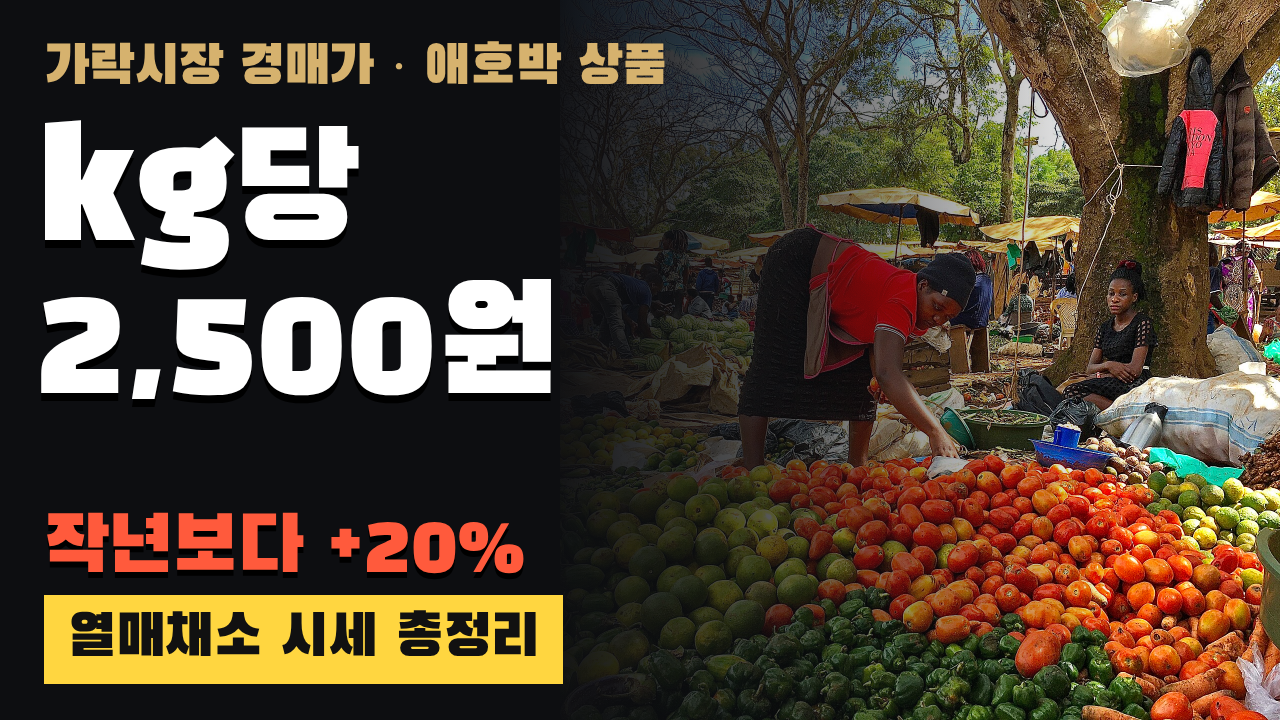 가락시장 경매가 · 애호박 상품
kg당
2,500원
작년보다 +20%
열매채소 시세 총정리